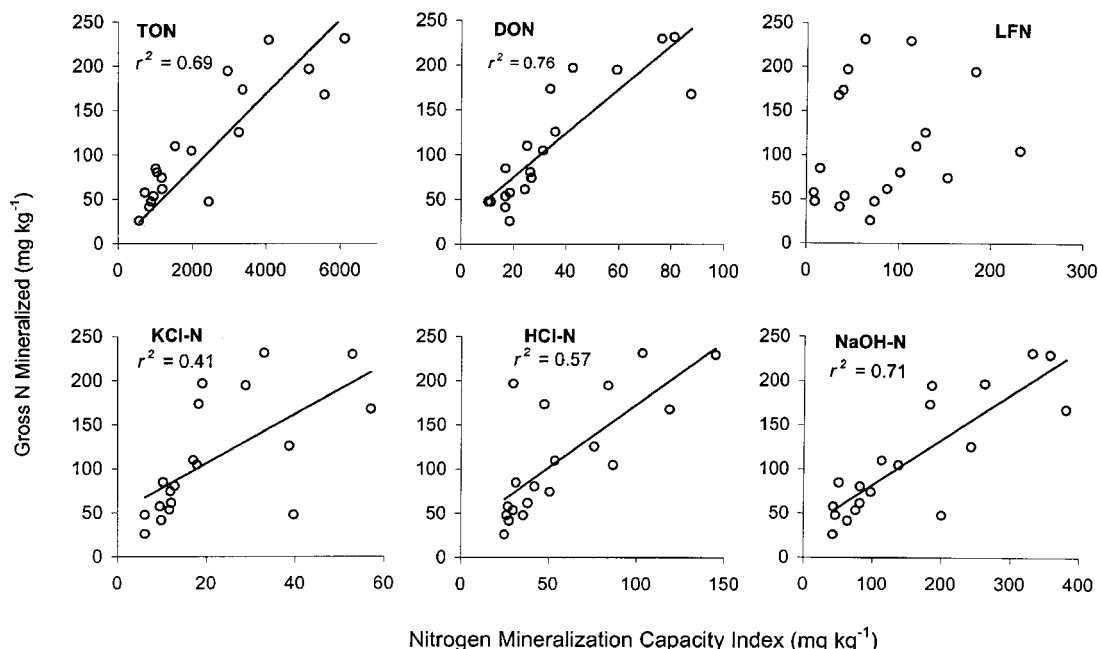 TON
r² = 0.69
250
200
150
100
50
0
0 2000 4000 6000
DON
r² = 0.76
250
200
150
100
50
0
0 20 40 60 80 100
LFN
250
200
150
100
50
0
0 100 200 300
Gross N Mineralized (mg kg⁻¹)
KCl-N
r² = 0.41
250
200
150
100
50
0
0 20 40 60
HCl-N
r² = 0.57
250
200
150
100
50
0
0 50 100 150
NaOH-N
r² = 0.71
250
200
150
100
50
0
0 100 200 300 400
Nitrogen Mineralization Capacity Index (mg kg⁻¹)